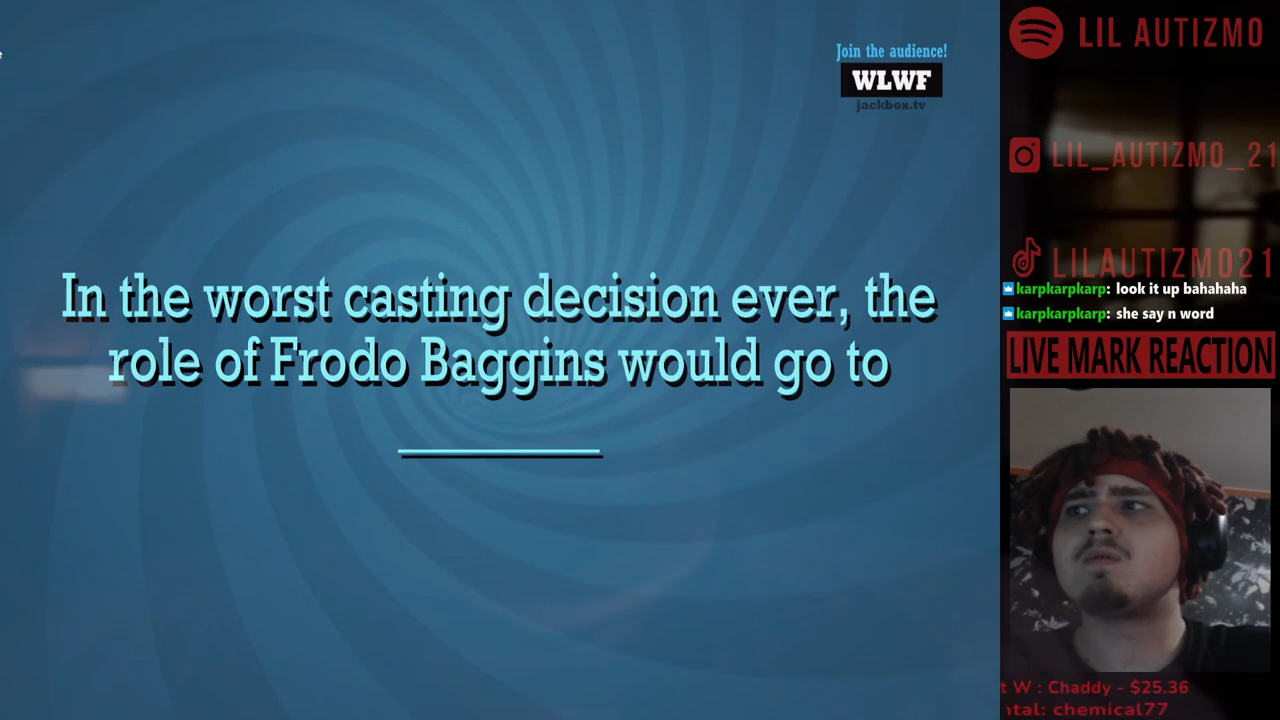 Join the audience!
WLWF
jackbox.tv
In the worst casting decision ever, the
role of Frodo Baggins would go to
LIL AUTIZMO
LIL_AUTIZMO_21
LILAUTIZMO21
karpkarpkarp: look it up bahahaha
karpkarpkarp: she say n word
LIVE MARK REACTION
t W : Chaddy - $25.36
ntal: chemical77